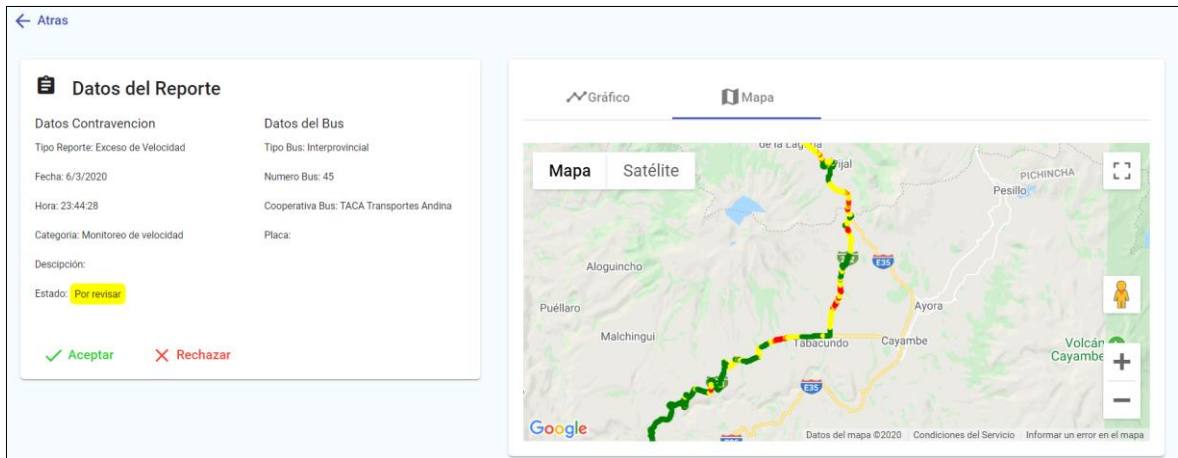 Atras
Datos del Reporte
Datos Contravencion
Tipo Reporte: Exceso de Velocidad
Fecha: 6/3/2020
Hora: 23:44:28
Categoria: Monitoreo de velocidad
Descipción:
Estado: Por revisar
Aceptar
Rechazar
Datos del Bus
Tipo Bus: Interprovincial
Numero Bus: 45
Cooperativa Bus: TACA Transportes Andina
Placa:
Gráfico
Mapa
Mapa
Satélite
de la Laguna
PICHINCHA
Pesillo
Aloguincho
E35
Puéllaro
Ayora
Malchingui
Tabacundo
Cayambe
Volcán
Cayambe
E35
Google
Datos del mapa ©2020
Condiciones del Servicio
Informar un error en el mapa